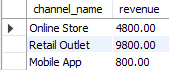 channel_name revenue
Online Store 4800.00
Retail Outlet 9800.00
Mobile App 800.00